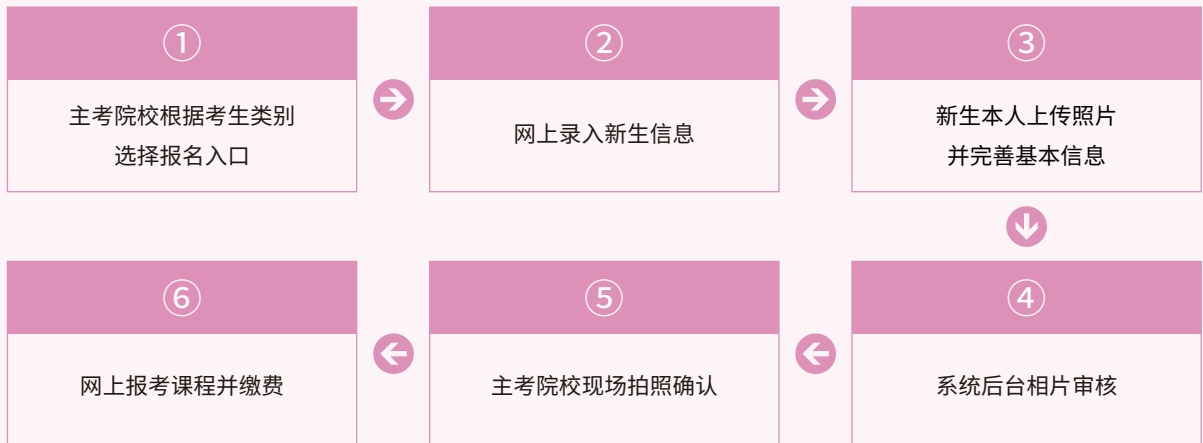 ①
主考院校根据考生类别
选择报名入口
②
网上录入新生信息
③
新生本人上传照片
并完善基本信息
④
系统后台相片审核
⑤
主考院校现场拍照确认
⑥
网上报考课程并缴费